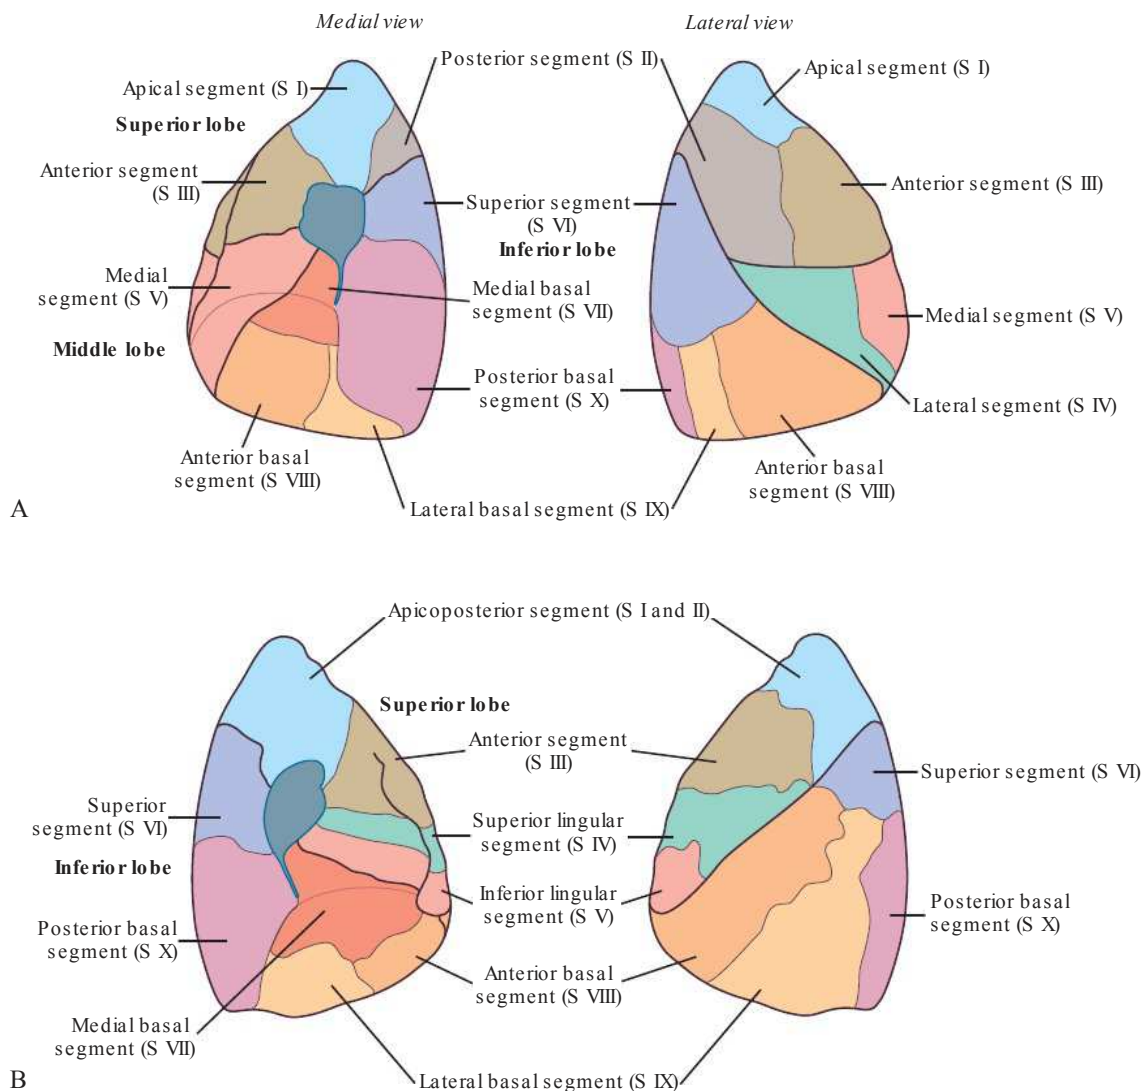 Medial view
Lateral view
Posterior segment (S II)
Apical segment (S I)
Apical segment (S I)
Superior lobe
Anterior segment
(S III)
Anterior segment (S III)
Superior segment
(S VI)
Inferior lobe
Medial
segment (S V)
Medial basal
segment (S VII)
Medial segment (S V)
Middle lobe
Posterior basal
segment (S X)
Lateral segment (S IV)
Anterior basal
segment (S VIII)
Anterior basal
segment (S VIII)
Lateral basal segment (S IX)
A
Apicoposterior segment (S I and II)
Superior lobe
Anterior segment
(S III)
Superior segment (S VI)
Superior
segment (S VI)
Superior lingular
segment (S IV)
Inferior lobe
Inferior lingular
segment (S V)
Posterior basal
segment (S X)
Posterior basal
segment (S X)
Anterior basal
segment (S VIII)
Medial basal
segment (S VII)
Lateral basal segment (S IX)
B